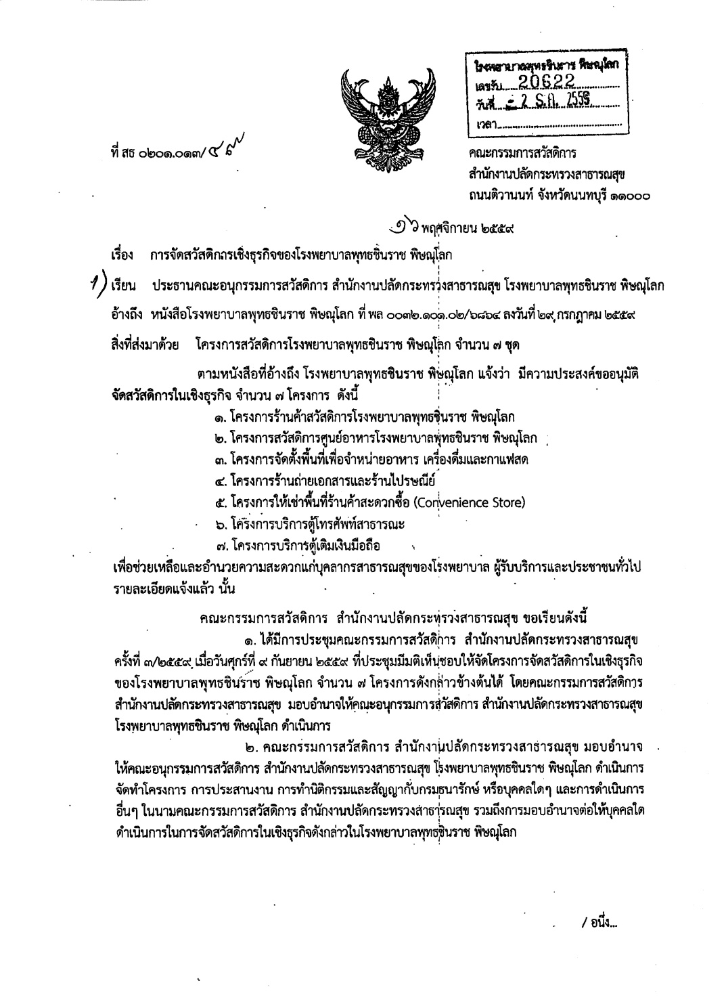 โรงพยาบาลพุทธชินราช พิษณุโลก
เลขรับ....20622................
วันที่...- 2 ธ.ค. 2559..........
เวลา................................
ที่ สธ ๐๒๐๑.๐๑๓/๔๙
คณะกรรมการสวัสดิการ
สำนักงานปลัดกระทรวงสาธารณสุข
ถนนติวานนท์ จังหวัดนนทบุรี ๑๑๐๐๐
๑๖ พฤศจิกายน ๒๕๕๙
เรื่อง การจัดสวัสดิการเชิงธุรกิจของโรงพยาบาลพุทธชินราช พิษณุโลก
1) เรียน ประธานคณะอนุกรรมการสวัสดิการ สำนักงานปลัดกระทรวงสาธารณสุข โรงพยาบาลพุทธชินราช พิษณุโลก
อ้างถึง หนังสือโรงพยาบาลพุทธชินราช พิษณุโลก ที่ พล ๐๐๓๒.๑๐๑.๐๒/๖๘๖๔ ลงวันที่ ๒๙ กรกฎาคม ๒๕๕๙
สิ่งที่ส่งมาด้วย โครงการสวัสดิการโรงพยาบาลพุทธชินราช พิษณุโลก จำนวน ๗ ชุด
ตามหนังสือที่อ้างถึง โรงพยาบาลพุทธชินราช พิษณุโลก แจ้งว่า มีความประสงค์ขออนุมัติ
จัดสวัสดิการในเชิงธุรกิจ จำนวน ๗ โครงการ ดังนี้
๑. โครงการร้านค้าสวัสดิการโรงพยาบาลพุทธชินราช พิษณุโลก
๒. โครงการสวัสดิการศูนย์อาหารโรงพยาบาลพุทธชินราช พิษณุโลก
๓. โครงการจัดตั้งพื้นที่เพื่อจำหน่ายอาหาร เครื่องดื่มและกาแฟสด
๔. โครงการร้านถ่ายเอกสารและร้านไปรษณีย์
๕. โครงการให้เช่าพื้นที่ร้านค้าสะดวกซื้อ (Convenience Store)
๖. โครงการบริการตู้โทรศัพท์สาธารณะ
๗. โครงการบริการตู้เติมเงินมือถือ
เพื่อช่วยเหลือและอำนวยความสะดวกแก่บุคลากรสาธารณสุขของโรงพยาบาล ผู้รับบริการและประชาชนทั่วไป
รายละเอียดแจ้งแล้ว นั้น
คณะกรรมการสวัสดิการ สำนักงานปลัดกระทรวงสาธารณสุข ขอเรียนดังนี้
๑. ได้มีการประชุมคณะกรรมการสวัสดิการ สำนักงานปลัดกระทรวงสาธารณสุข
ครั้งที่ ๓/๒๕๕๙ เมื่อวันศุกร์ที่ ๙ กันยายน ๒๕๕๙ ที่ประชุมมีมติเห็นชอบให้จัดโครงการจัดสวัสดิการในเชิงธุรกิจ
ของโรงพยาบาลพุทธชินราช พิษณุโลก จำนวน ๗ โครงการดังกล่าวข้างต้นได้ โดยคณะกรรมการสวัสดิการ
สำนักงานปลัดกระทรวงสาธารณสุข มอบอำนาจให้คณะอนุกรรมการสวัสดิการ สำนักงานปลัดกระทรวงสาธารณสุข
โรงพยาบาลพุทธชินราช พิษณุโลก ดำเนินการ
๒. คณะกรรมการสวัสดิการ สำนักงานปลัดกระทรวงสาธารณสุข มอบอำนาจ
ให้คณะอนุกรรมการสวัสดิการ สำนักงานปลัดกระทรวงสาธารณสุข โรงพยาบาลพุทธชินราช พิษณุโลก ดำเนินการ
จัดทำโครงการ การประสานงาน การทำนิติกรรมและสัญญากับกรมธนารักษ์ หรือบุคคลใดๆ และการดำเนินการ
อื่นๆ ในนามคณะกรรมการสวัสดิการ สำนักงานปลัดกระทรวงสาธารณสุข รวมถึงการมอบอำนาจต่อให้บุคคลใด
ดำเนินการในการจัดสวัสดิการในเชิงธุรกิจดังกล่าวในโรงพยาบาลพุทธชินราช พิษณุโลก
/ อนึ่ง...